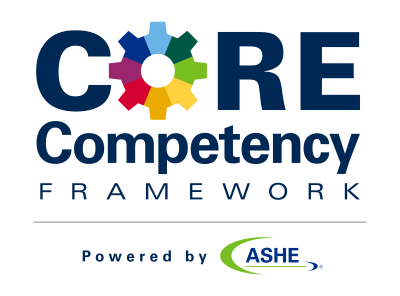 CORE
Competency
FRAMEWORK
Powered by ASHE®